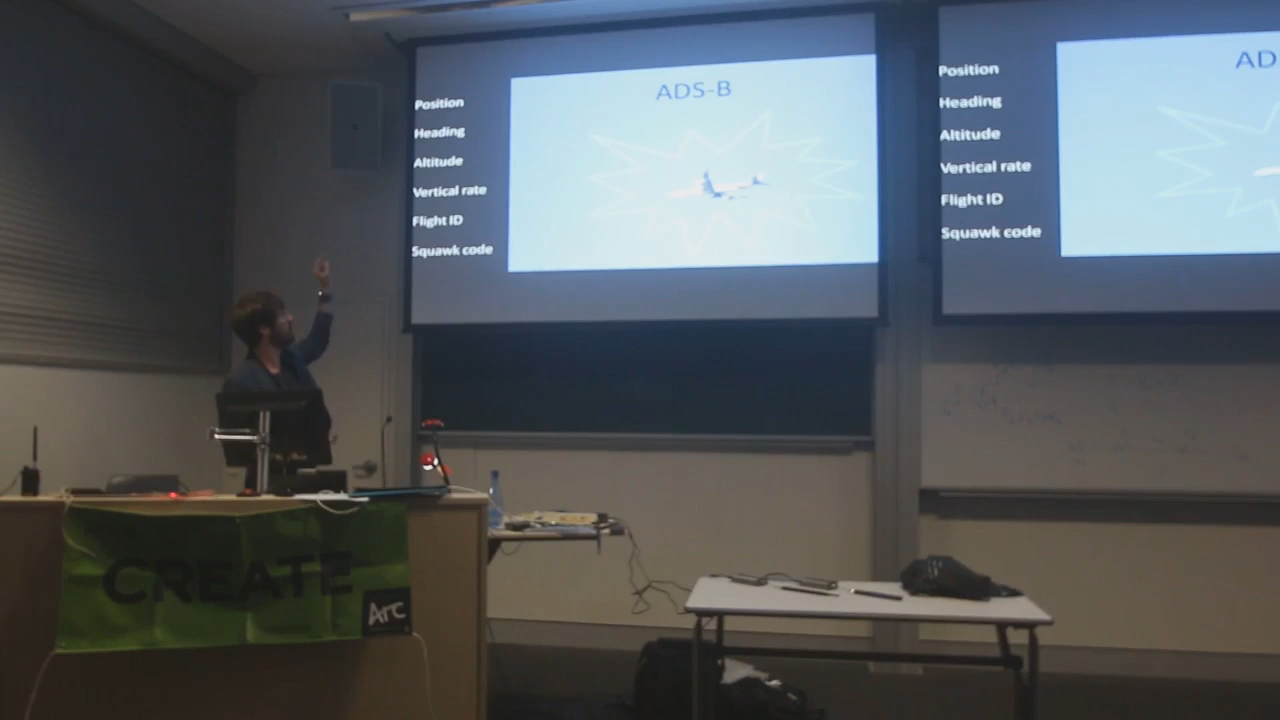 ADS-B
Position
Heading
Altitude
Vertical rate
Flight ID
Squawk code
AD
Position
Heading
Altitude
Vertical rate
Flight ID
Squawk code
CREATE
Arc